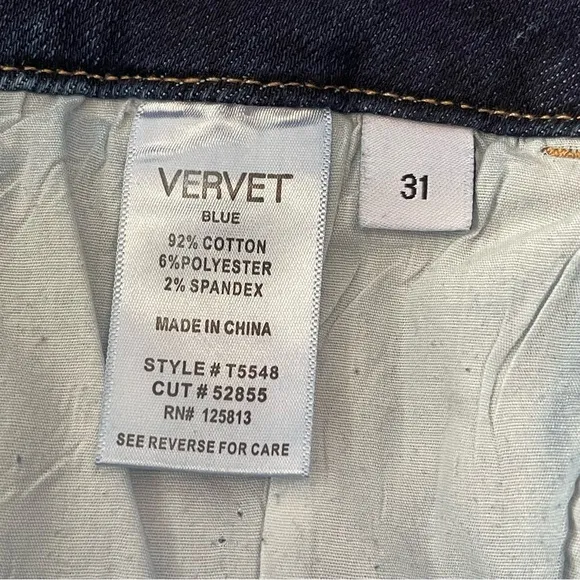 VERVET
BLUE
92% COTTON
6%POLYESTER
2% SPANDEX
MADE IN CHINA
STYLE # T5548
CUT # 52855
RN# 125813
SEE REVERSE FOR CARE
31